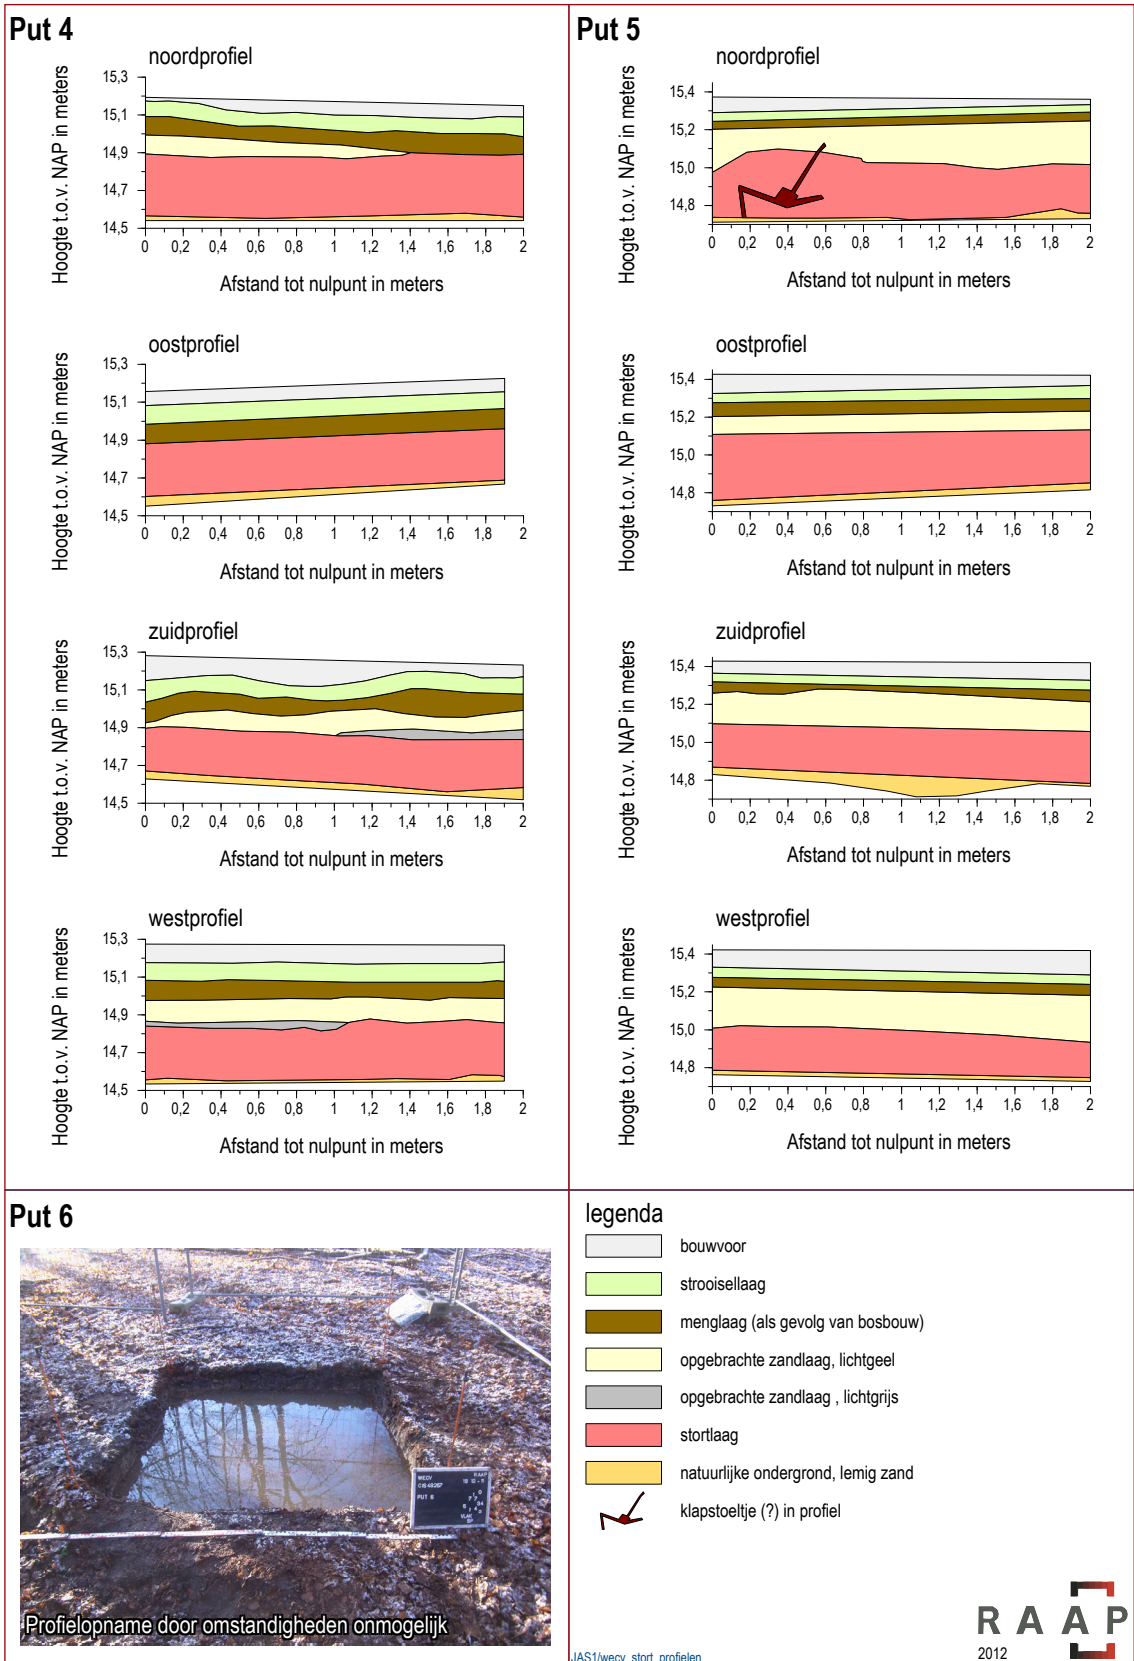 Put 4
noordprofiel
Hoogte t.o.v. NAP in meters
15,3
15,1
14,9
14,7
14,5
0 0,2 0,4 0,6 0,8 1 1,2 1,4 1,6 1,8 2
Afstand tot nulpunt in meters
oostprofiel
Hoogte t.o.v. NAP in meters
15,3
15,1
14,9
14,7
14,5
0 0,2 0,4 0,6 0,8 1 1,2 1,4 1,6 1,8 2
Afstand tot nulpunt in meters
zuidprofiel
Hoogte t.o.v. NAP in meters
15,3
15,1
14,9
14,7
14,5
0 0,2 0,4 0,6 0,8 1 1,2 1,4 1,6 1,8 2
Afstand tot nulpunt in meters
westprofiel
Hoogte t.o.v. NAP in meters
15,3
15,1
14,9
14,7
14,5
0 0,2 0,4 0,6 0,8 1 1,2 1,4 1,6 1,8 2
Afstand tot nulpunt in meters
Put 5
noordprofiel
Hoogte t.o.v. NAP in meters
15,4
15,2
15,0
14,8
0 0,2 0,4 0,6 0,8 1 1,2 1,4 1,6 1,8 2
Afstand tot nulpunt in meters
oostprofiel
Hoogte t.o.v. NAP in meters
15,4
15,2
15,0
14,8
0 0,2 0,4 0,6 0,8 1 1,2 1,4 1,6 1,8 2
Afstand tot nulpunt in meters
zuidprofiel
Hoogte t.o.v. NAP in meters
15,4
15,2
15,0
14,8
0 0,2 0,4 0,6 0,8 1 1,2 1,4 1,6 1,8 2
Afstand tot nulpunt in meters
westprofiel
Hoogte t.o.v. NAP in meters
15,4
15,2
15,0
14,8
0 0,2 0,4 0,6 0,8 1 1,2 1,4 1,6 1,8 2
Afstand tot nulpunt in meters
Put 6
WECV RAAP
PUT 6
VLAK
Profielopname door omstandigheden onmogelijk
legenda
bouwvoor
strooisellaag
menglaag (als gevolg van bosbouw)
opgebrachte zandlaag, lichtgeel
opgebrachte zandlaag , lichtgrijs
stortlaag
natuurlijke ondergrond, lemig zand
klapstoeltje (?) in profiel
JAS1/wecv_stort_profielen
RAAP
2012